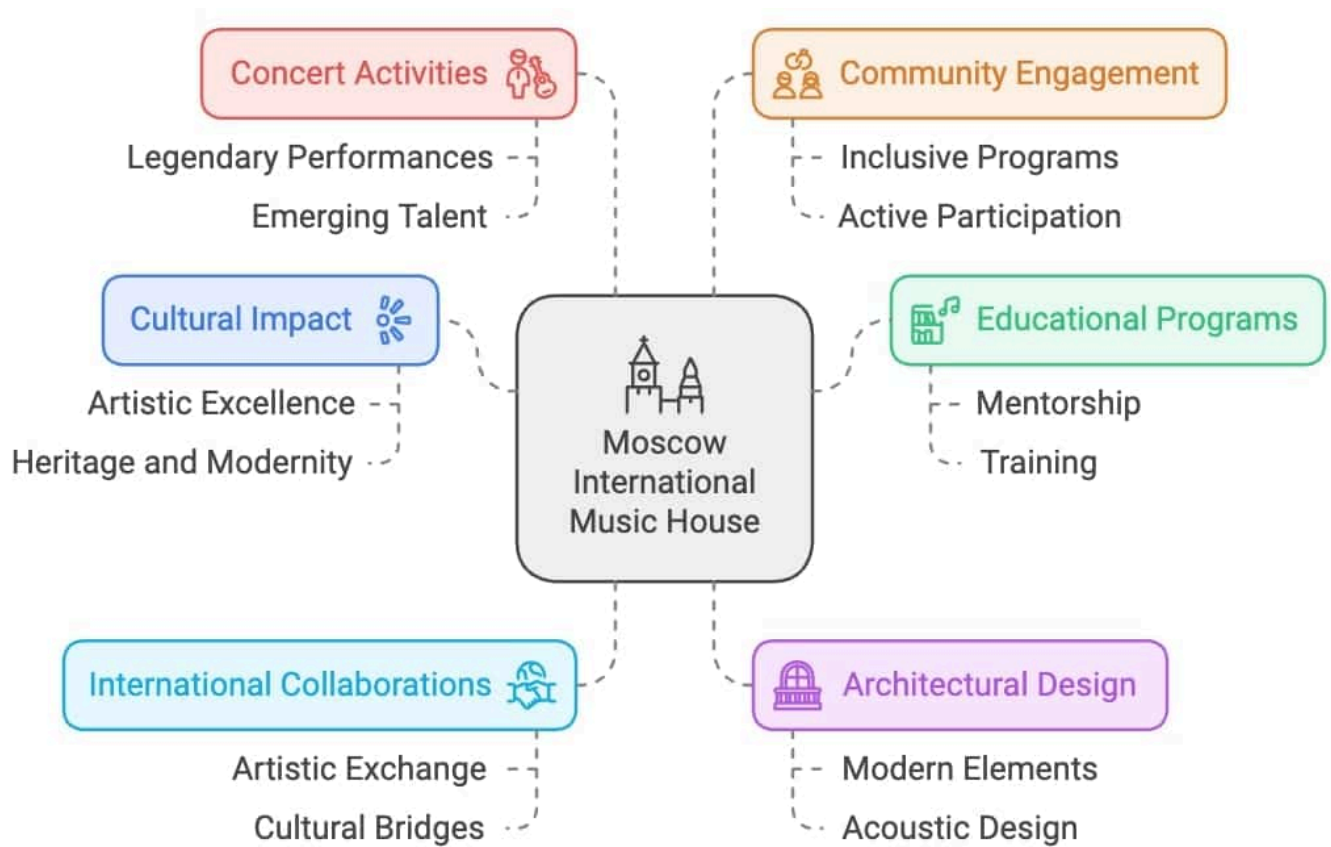 Concert Activities
Legendary Performances
Emerging Talent
Community Engagement
Inclusive Programs
Active Participation
Cultural Impact
Artistic Excellence
Heritage and Modernity
Moscow
International
Music House
Educational Programs
Mentorship
Training
International Collaborations
Artistic Exchange
Cultural Bridges
Architectural Design
Modern Elements
Acoustic Design